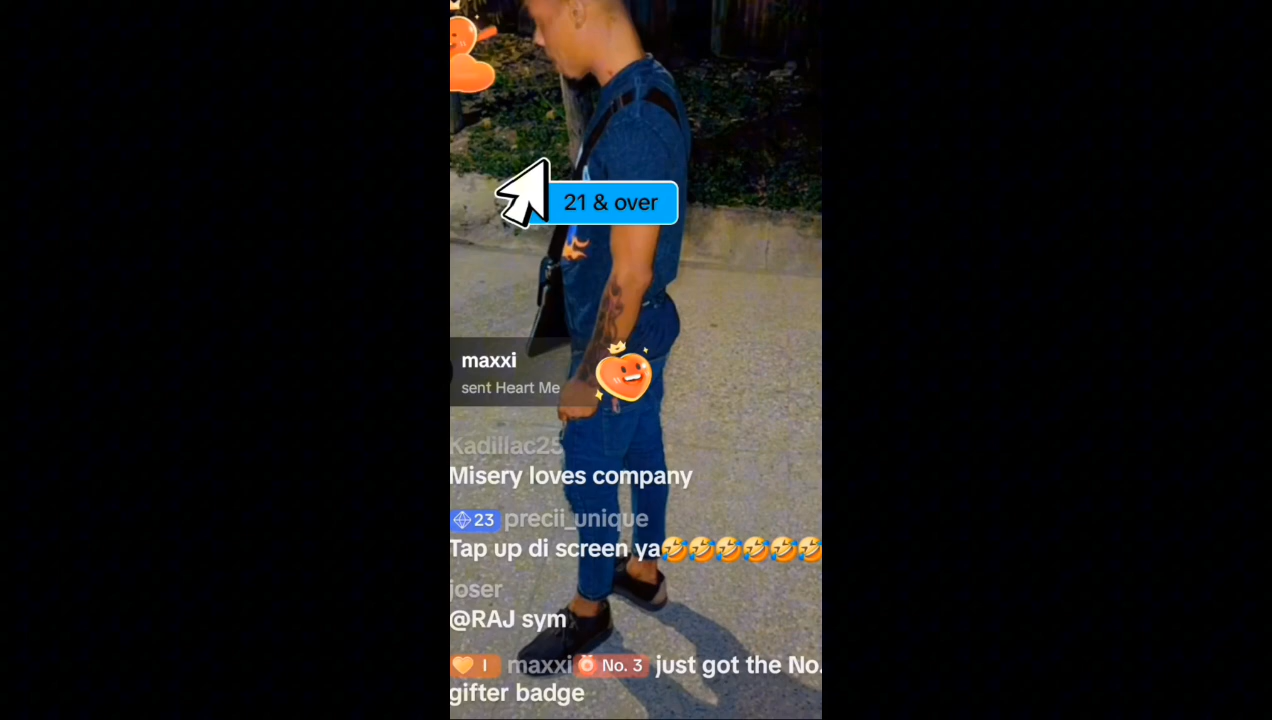 21 & over
maxxi
sent Heart Me
Kadillac25
Misery loves company
23 precii_unique
Tap up di screen ya🤣🤣🤣🤣🤣🤣
joser
@RAJ sym
I maxxi No. 3 just got the No.
gifter badge